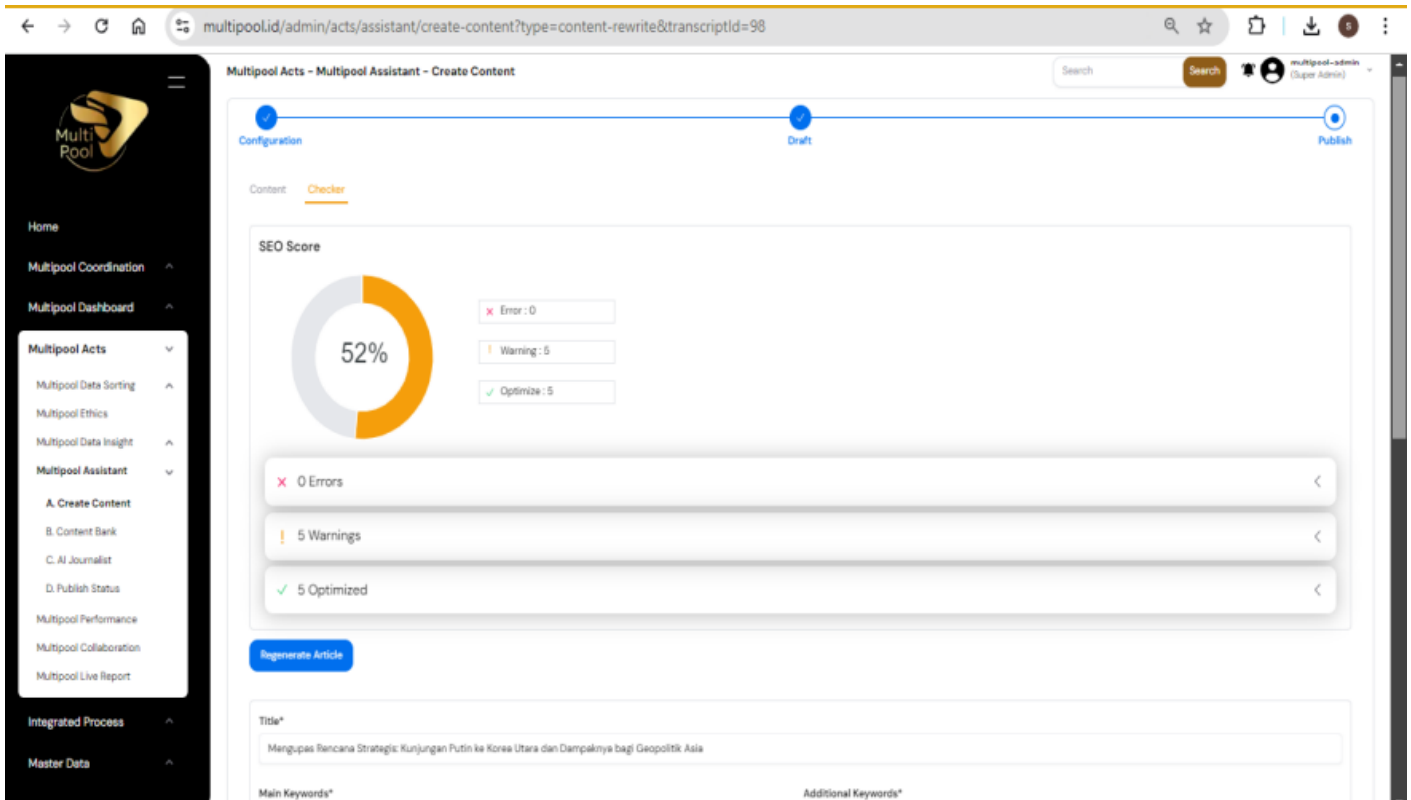 multipool.id/admin/acts/assistant/create-content?type=content-rewrite&transcriptId=98
S
Multi
Pool
Home
Multipool Coordination
Multipool Dashboard
Multipool Acts
Multipool Data Sorting
Multipool Ethics
Multipool Data Insight
Multipool Assistant
A. Create Content
B. Content Bank
C. AI Journalist
D. Publish Status
Multipool Performance
Multipool Collaboration
Multipool Live Report
Integrated Process
Master Data
Multipool Acts - Multipool Assistant - Create Content
Search
Search
multipool-admin
(Super Admin)
Configuration
Draft
Publish
Content
Checker
SEO Score
52%
Error : 0
Warning : 5
Optimize : 5
0 Errors
5 Warnings
5 Optimized
Regenerate Article
Title*
Mengupas Rencana Strategis: Kunjungan Putin ke Korea Utara dan Dampaknya bagi Geopolitik Asia
Main Keywords*
Additional Keywords*